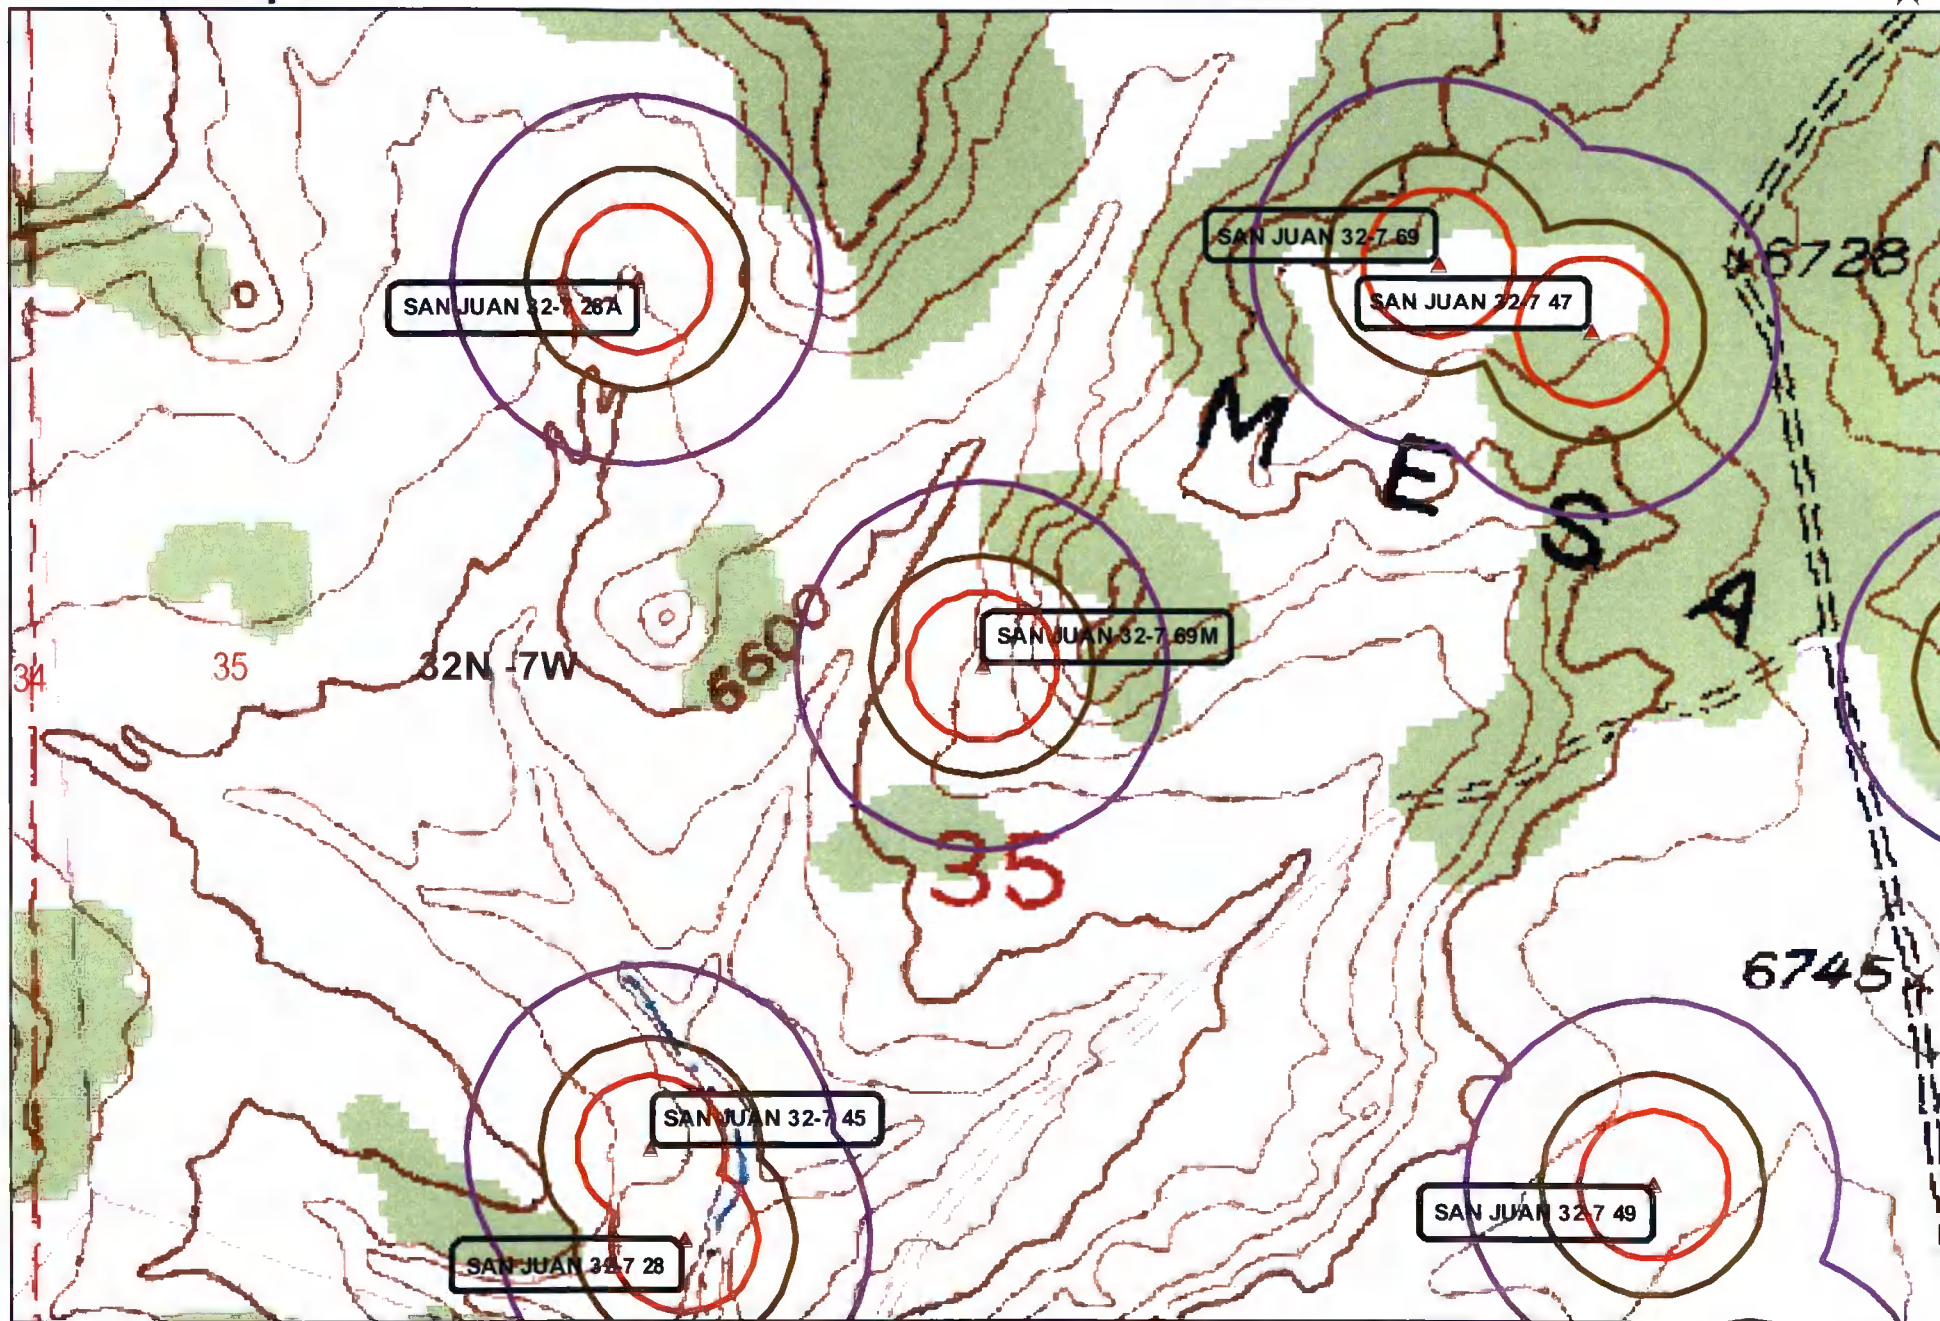 SAN JUAN 32-7 69
6728
SAN JUAN 32-7 28A
SAN JUAN 32-7 47
MESA
SAN JUAN 32-7 69M
34
35
32N -7W
6600
35
6745
SAN JUAN 32-7 45
SAN JUAN 32-7 49
SAN JUAN 32-7 28